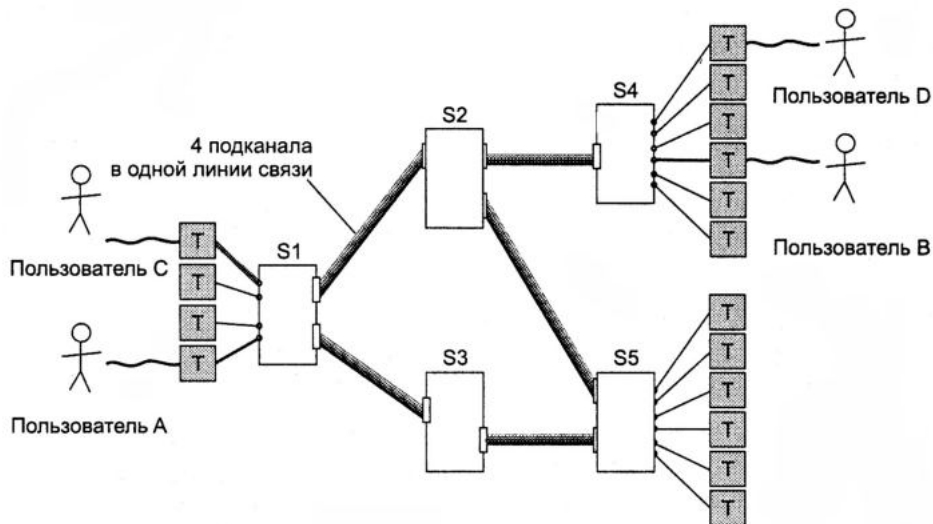 T
Пользователь D
T
T
T
Пользователь B
T
T
S4
S2
4 подканала
в одной линии связи
T
Пользователь C
T
T
T
Пользователь A
S1
S3
S5
T
T
T
T
T
T